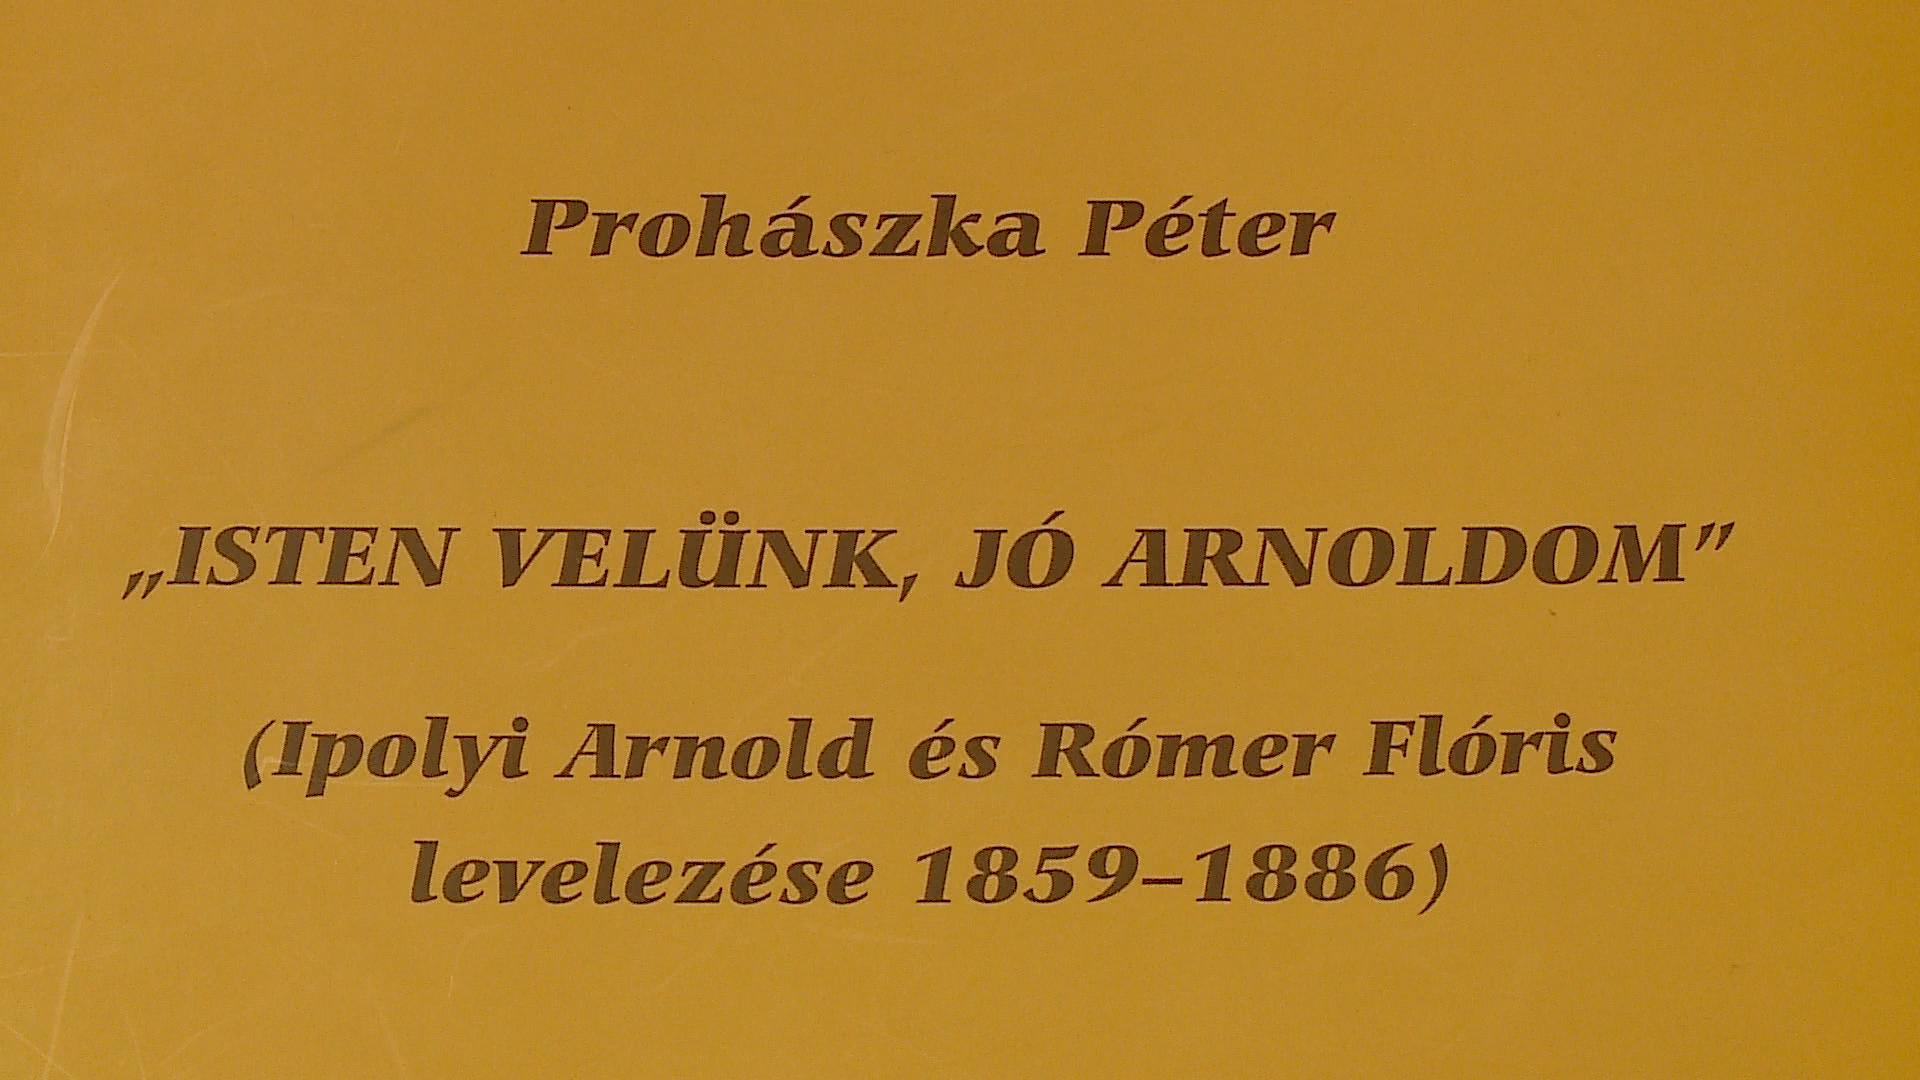 Prohászka Péter
„ISTEN VELÜNK, JÓ ARNOLDOM”
(Ipolyi Arnold és Rómer Flóris
levelezése 1859–1886)